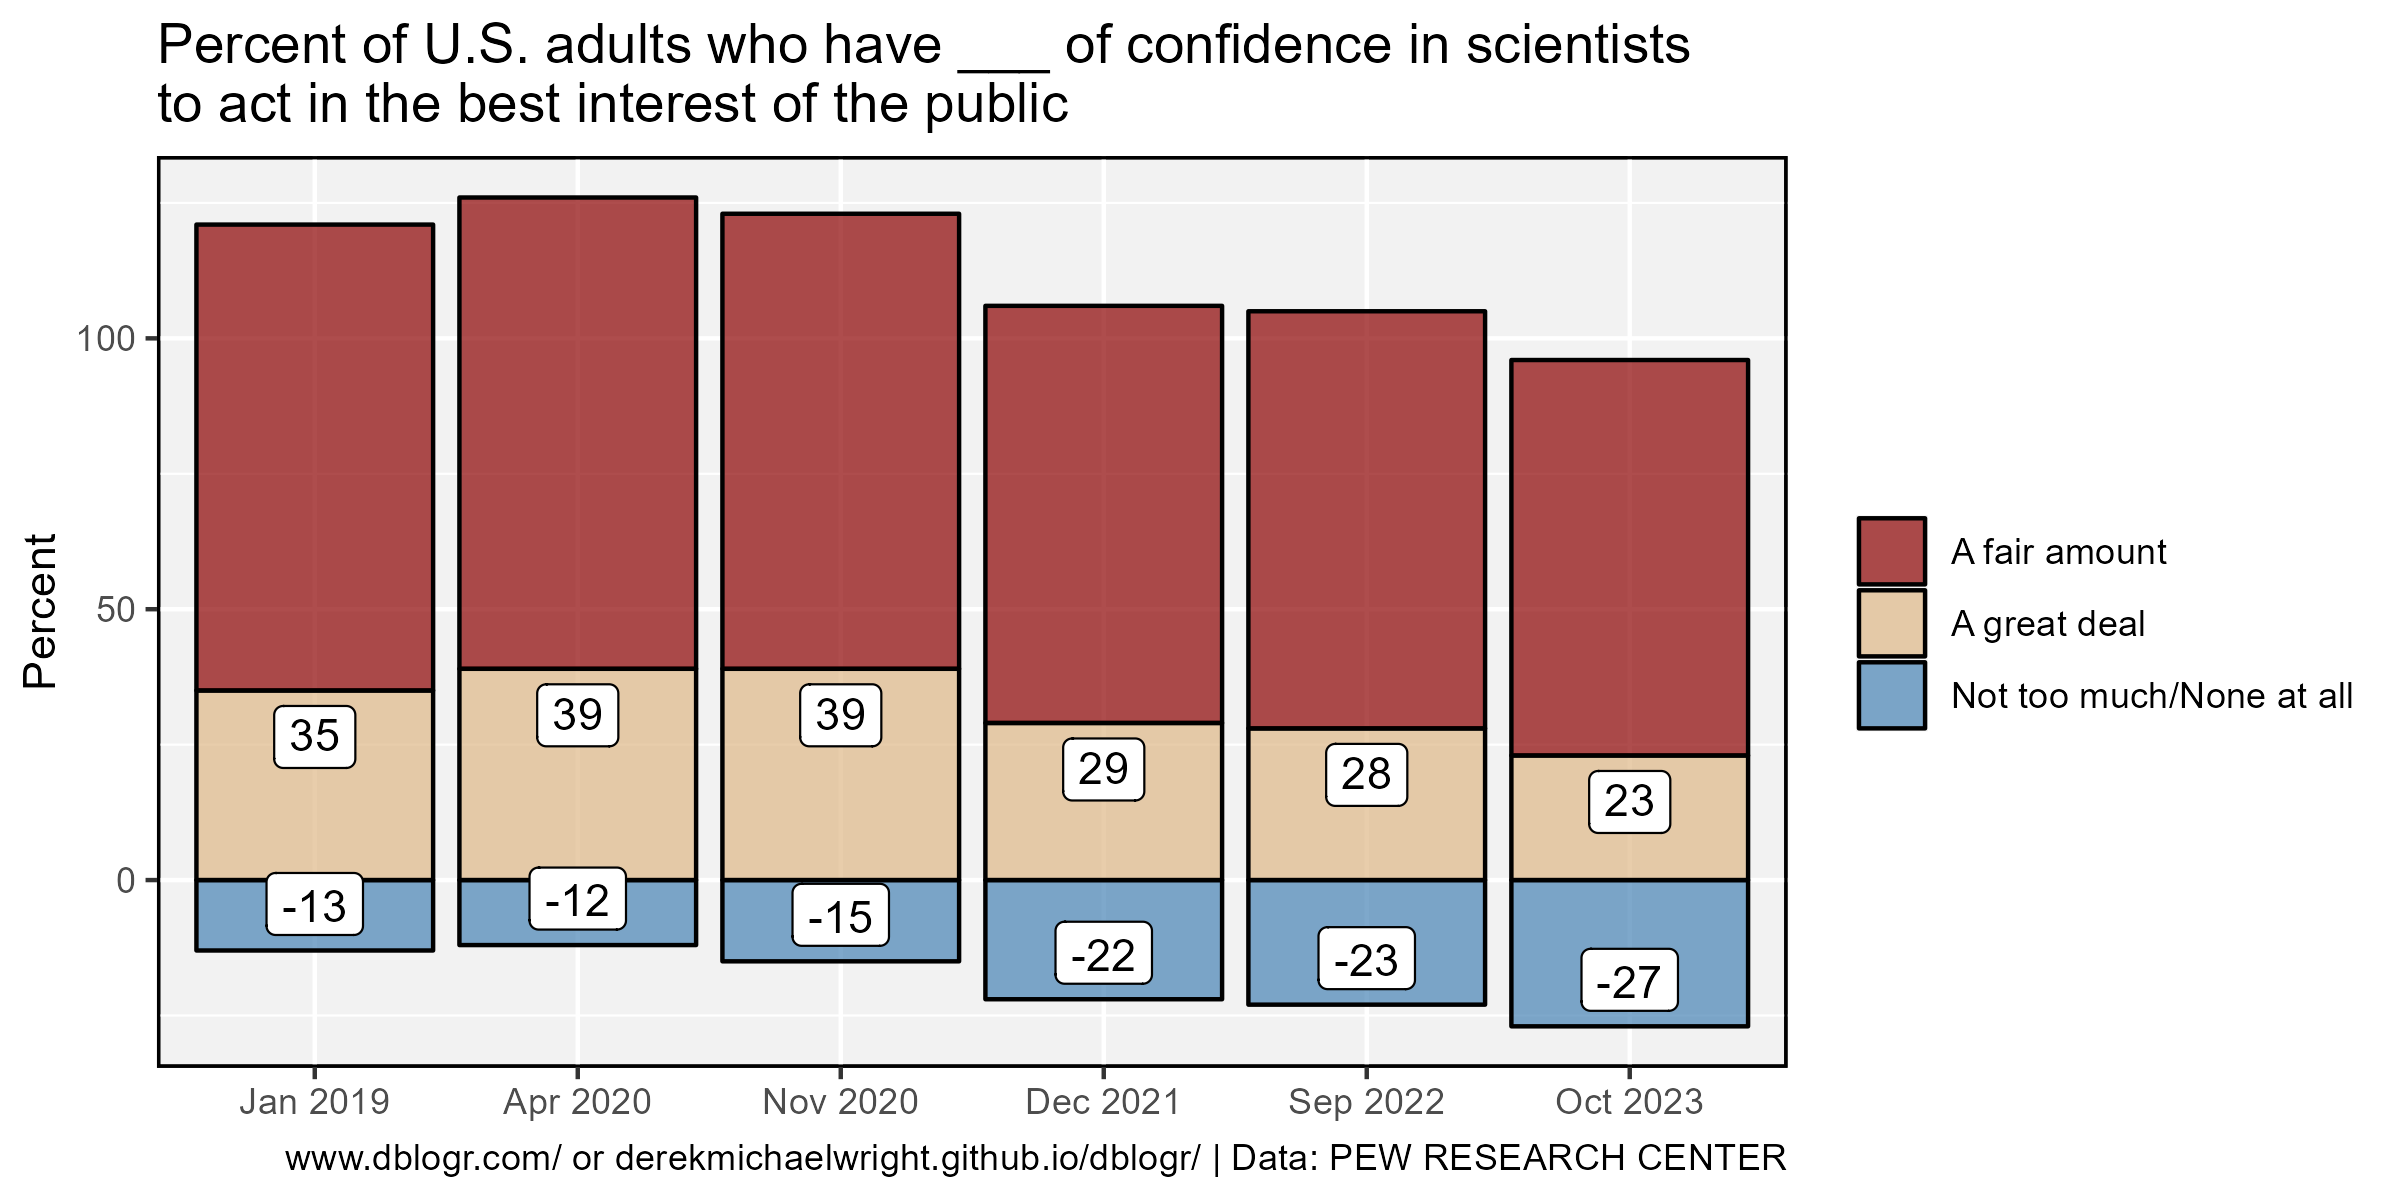 Percent of U.S. adults who have ___ of confidence in scientists
to act in the best interest of the public
Percent
100
50
0
35
39
39
29
28
23
-13
-12
-15
-22
-23
-27
Jan 2019
Apr 2020
Nov 2020
Dec 2021
Sep 2022
Oct 2023
A fair amount
A great deal
Not too much/None at all
www.dblogr.com/ or derekmichaelwright.github.io/dblogr/ | Data: PEW RESEARCH CENTER